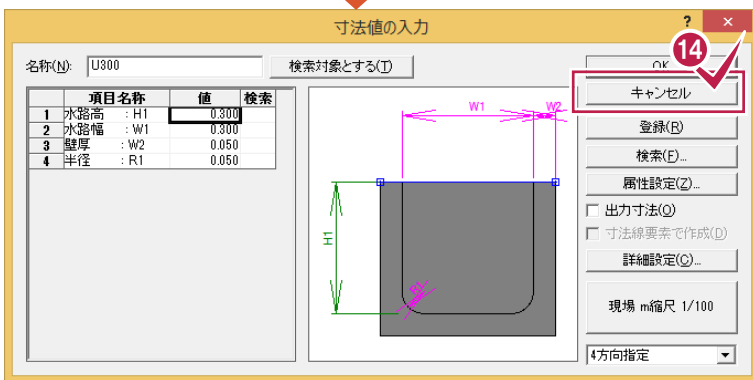 寸法値の入力
? ×
名称(N): U300 検索対象とする(T)
OK
14
キャンセル
登録(R)
検索(F)...
属性設定(Z)...
出力寸法(O)
寸法線要素で作成(D)
詳細設定(C)...
現場 m縮尺 1/100
4方向指定
項目名称 値 検索
1 水路高 : H1 0.300
2 水路幅 : W1 0.300
3 壁厚 : W2 0.050
4 半径 : R1 0.050
W1 W2
H1
R1